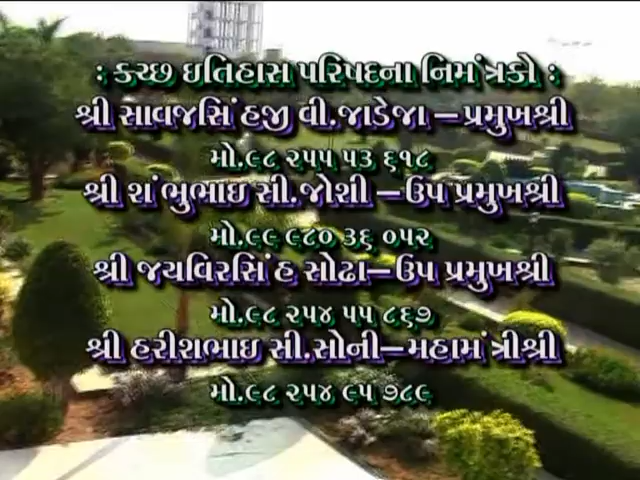 : કચ્છ ઇતિહાસ પરિષદના નિમંત્રકો :
શ્રી સાવજસિંહજી વી.જાડેજા – પ્રમુખશ્રી
મો.૯૮ ૨૫૫ ૫૩ ૬૧૮
શ્રી શંભુભાઇ સી.જોશી – ઉપ પ્રમુખશ્રી
મો.૯૯ ૯૮૦ ૩૬ ૦૫૨
શ્રી જયવિરસિંહ સોઢા– ઉપ પ્રમુખશ્રી
મો.૯૮ ૨૫૪ ૫૫ ૮૬૭
શ્રી હરીશભાઇ સી.સોની– મહામંત્રીશ્રી
મો.૯૮ ૨૫૪ ૯૫ ૭૮૯